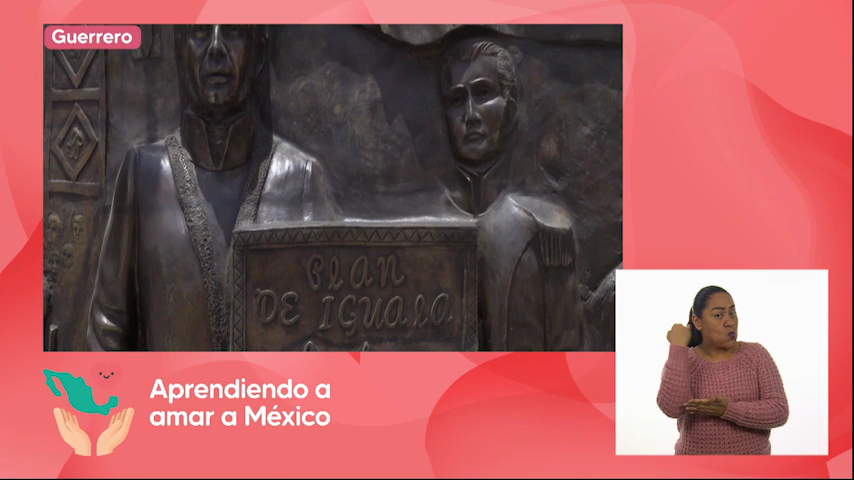 Guerrero
PLAN
DE IGUALA
Aprendiendo a
amar a México